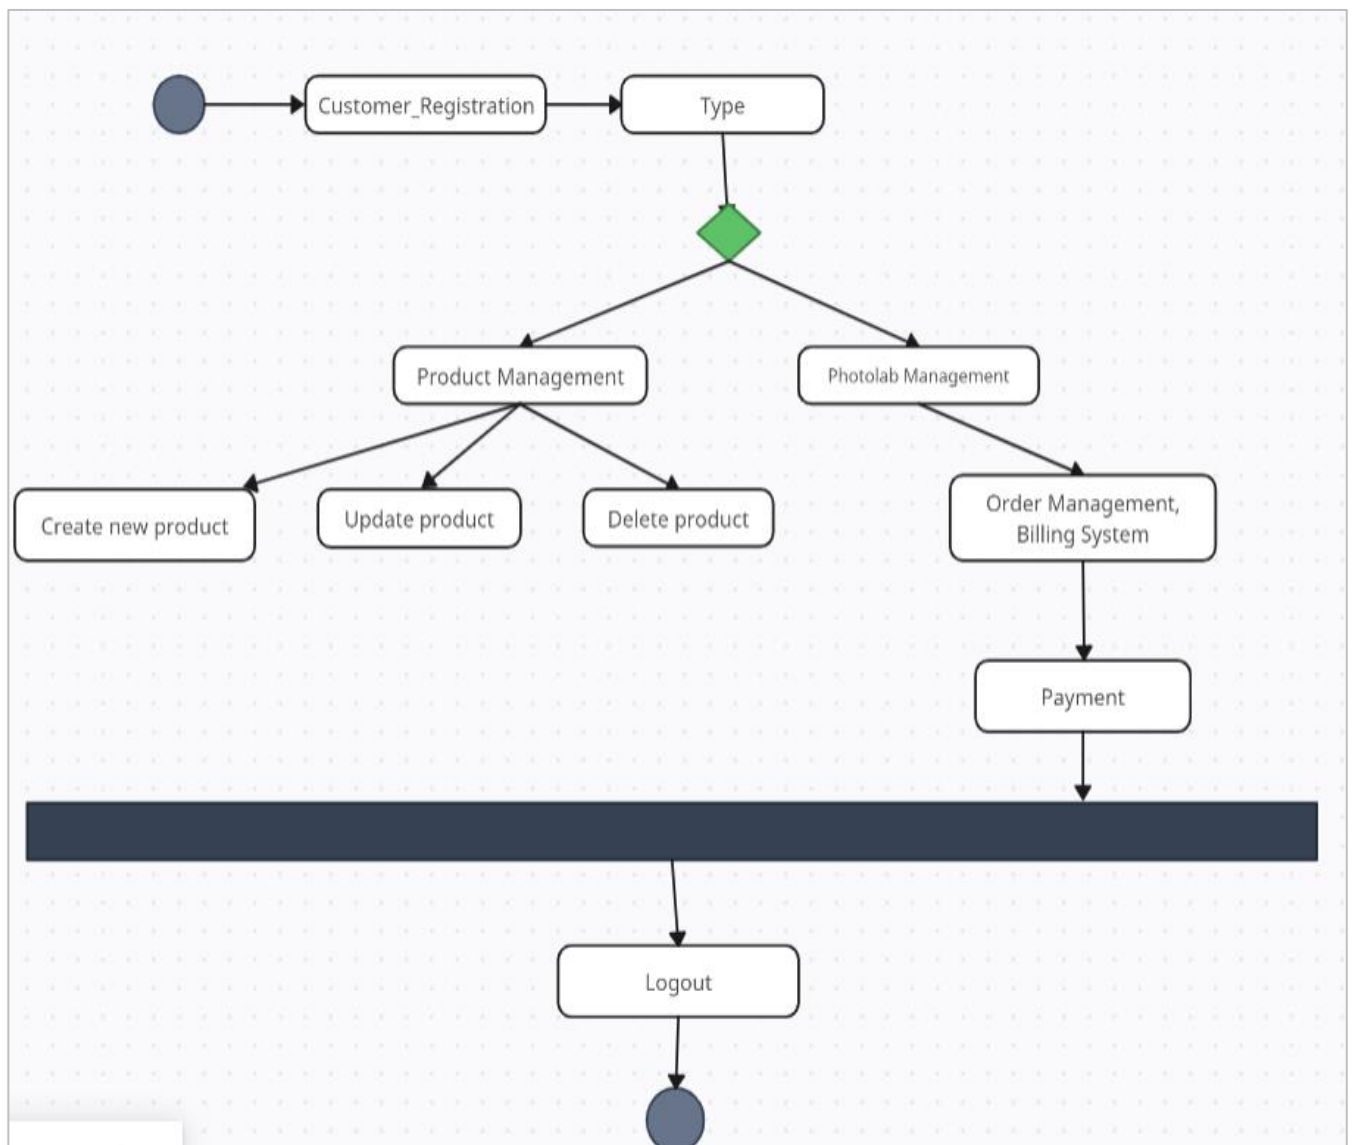 Customer_Registration
Type
Product Management
Photolab Management
Create new product
Update product
Delete product
Order Management,
Billing System
Payment
Logout